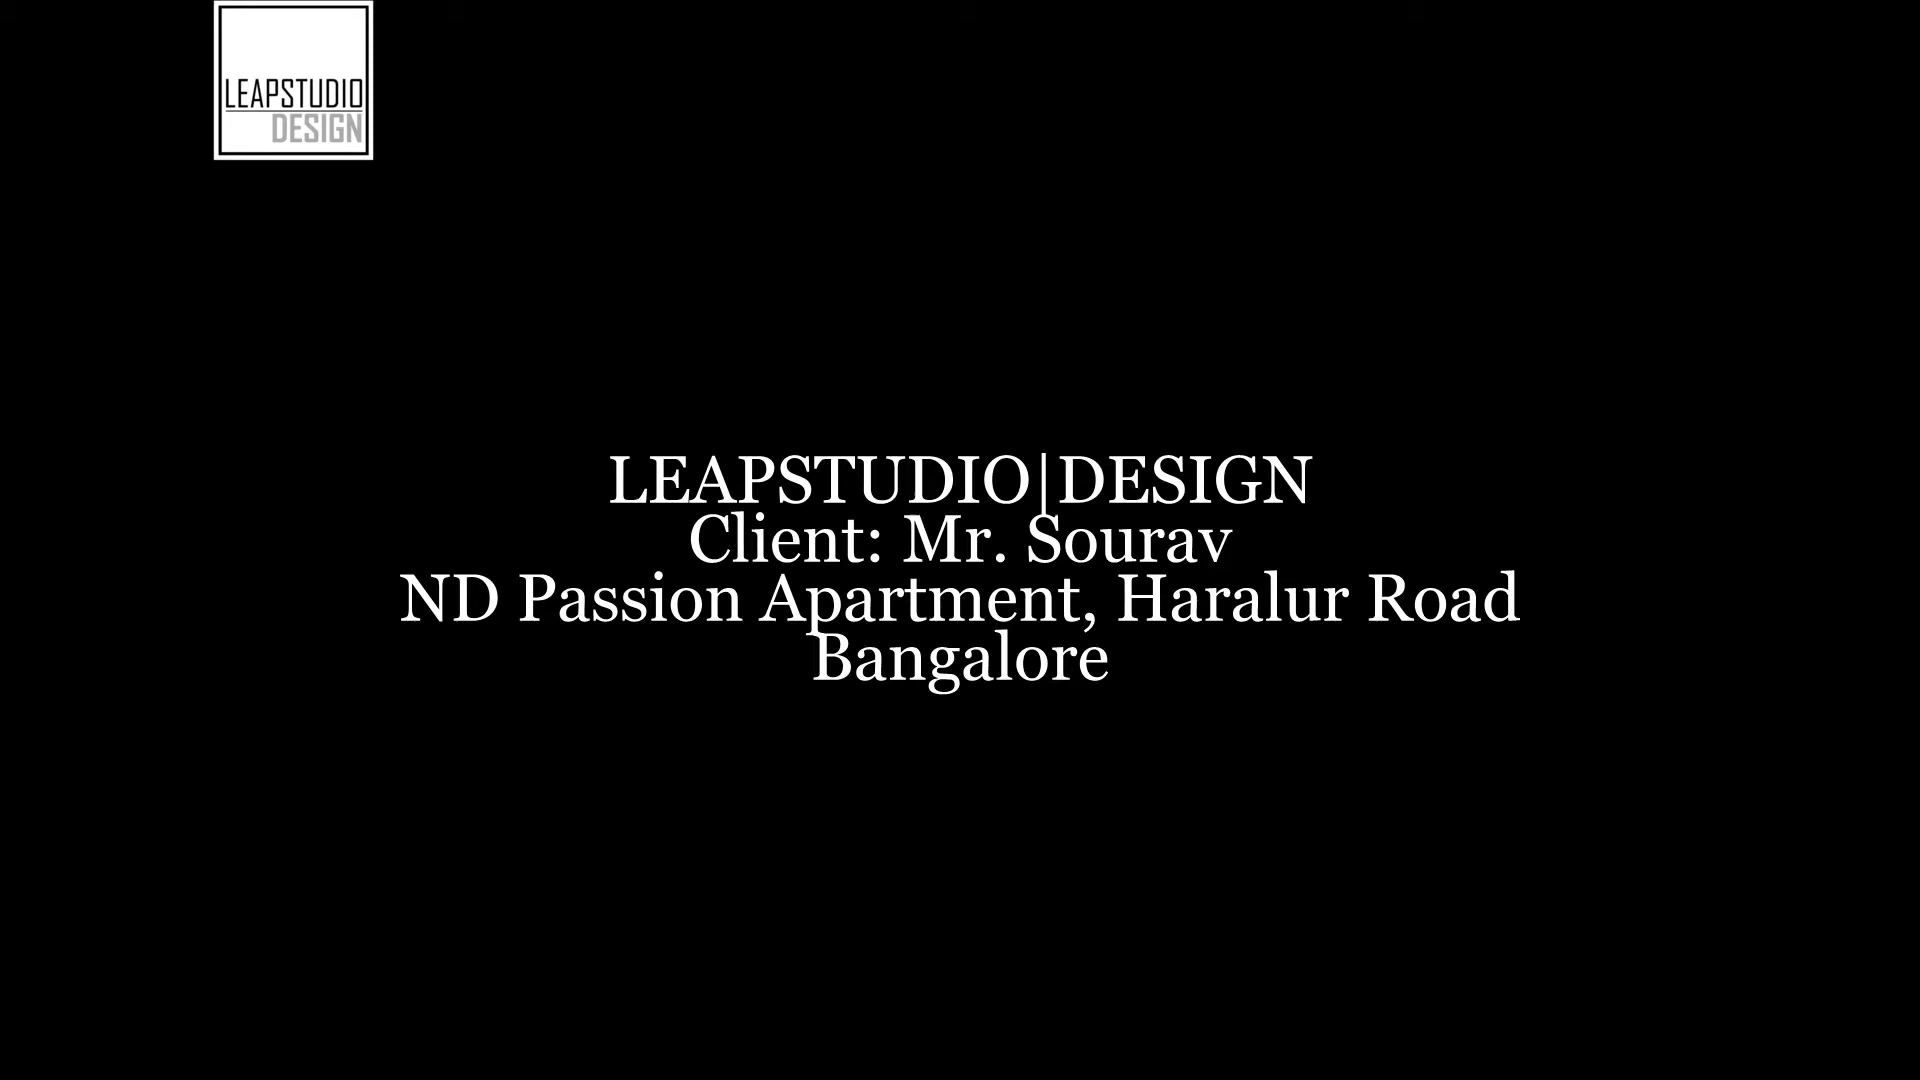 LEAPSTUDIO
DESIGN
LEAPSTUDIO|DESIGN
Client: Mr. Sourav
ND Passion Apartment, Haralur Road
Bangalore